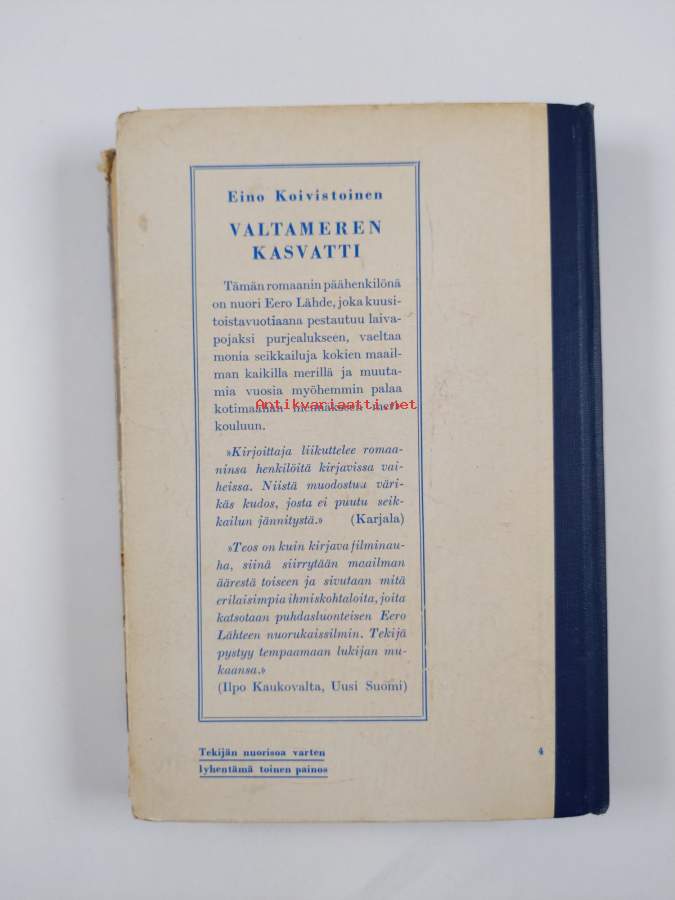 Eino Koivistoinen
VALTAMEREN
KASVATTI
Tämän romaanin päähenkilönä
on nuori Eero Lähde, joka kuusi-
toistavuotiaana pestautuu laiva-
pojaksi purjealukseen, vaeltaa
monia seikkailuja kokien maail-
man kaikilla merillä ja muuta-
mia vuosia myöhemmin palaa
Antikvariaatti.net
kotimaahan mennäkseen meri-
kouluun.
»Kirjoittaja liikuttelee romaa-
ninsa henkilöitä kirjavissa vai-
heissa. Niistä muodostuu väri-
käs kudos, josta ei puutu seik-
kailun jännitystä.» (Karjala)
»Teos on kuin kirjava filminau-
ha, siinä siirrytään maailman
äärestä toiseen ja sivutaan mitä
erilaisimpia ihmiskohtaloita, joita
katsotaan puhdasluonteisen Eero
Lähteen nuorukaissilmin. Tekijä
pystyy tempaamaan lukijan mu-
kaansa.»
(Ilpo Kaukovalta, Uusi Suomi)
Tekijän nuorisoa varten
lyhentämä toinen painos
4